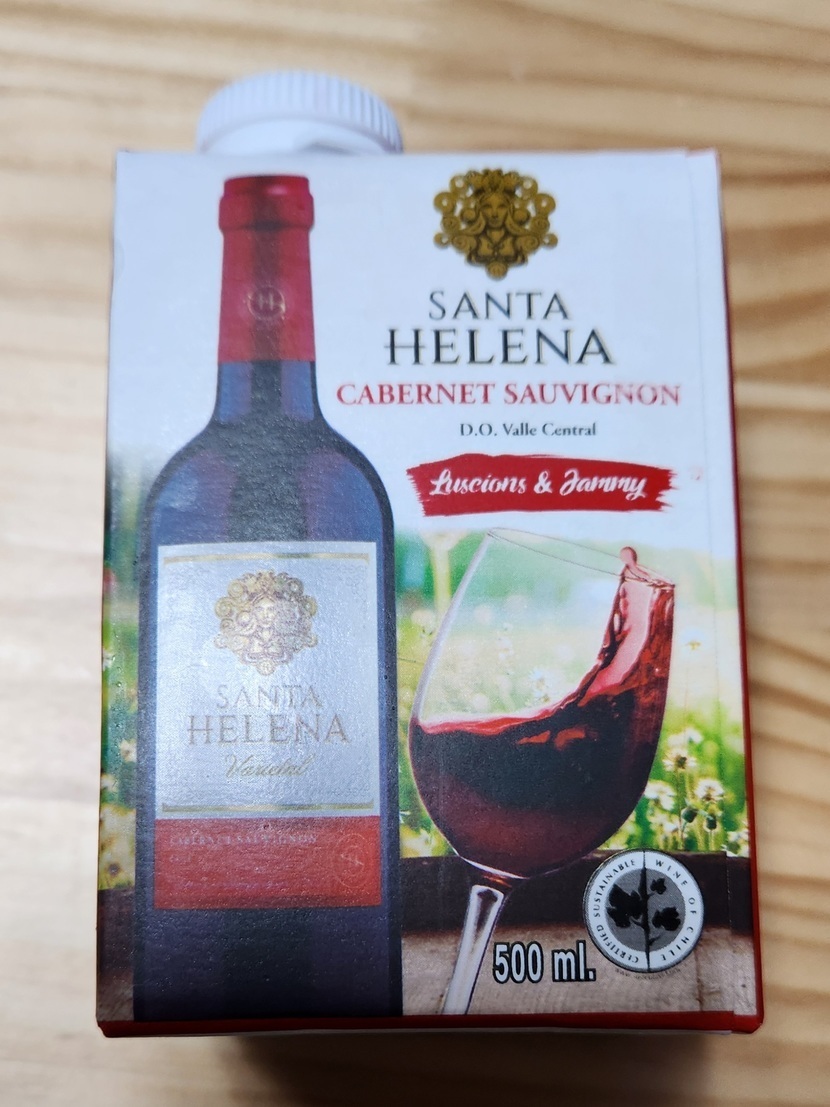 SANTA
HELENA
CABERNET SAUVIGNON
D.O. Valle Central
Luscions & Jammy
H
SANTA
HELENA
Varietal
CABERNET SAUVIGNON
CERTIFIED SUSTAINABLE WINE OF CHILE
500 ml.